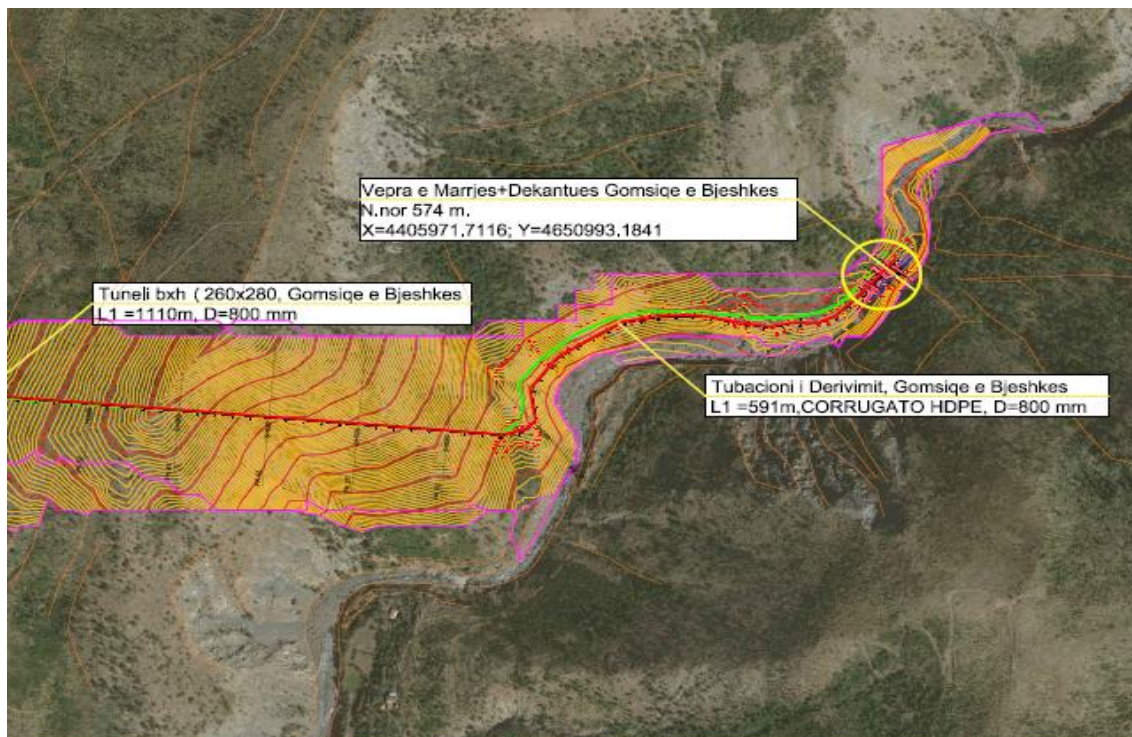 Vepra e Marrjes+Dekantues Gomsiqe e Bjeshkes
N.nor 574 m.
X=4405971,7116; Y=4650993,1841
Tuneli bxh ( 260x280, Gomsiqe e Bjeshkes
L1 =1110m, D=800 mm
Tubacioni i Derivimit, Gomsiqe e Bjeshkes
L1 =591m,CORRUGATO HDPE, D=800 mm